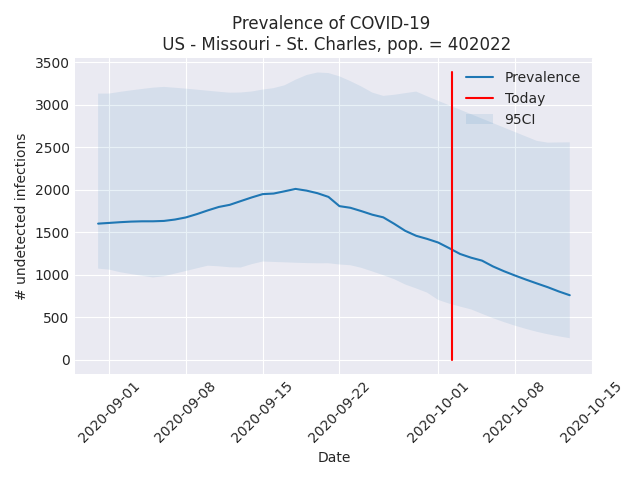 Prevalence of COVID-19
US - Missouri - St. Charles, pop. = 402022
# undetected infections
3500
3000
2500
2000
1500
1000
500
0
Prevalence
Today
95CI
2020-09-01
2020-09-08
2020-09-15
2020-09-22
2020-10-01
2020-10-08
2020-10-15
Date